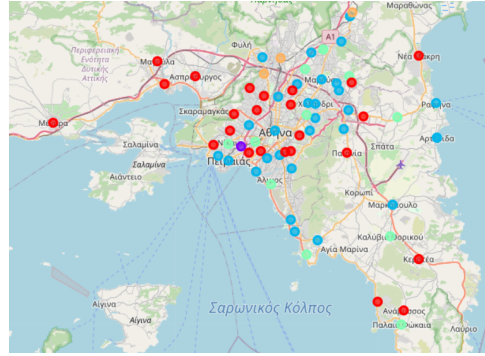 Μαραθώνας
A1
Φυλή
Περιφερειακή
Ενότητα
Δυτικής
Αττικής
Νέα Μάκρη
Ασπρόπυργος
Σκαραμαγκάς
Μέγαρα
Ραφήνα
Αθήνα
Αρτέμιδα
Σαλαμίνα
Σαλαμίνα
Πειραιάς
Παιανία
Σπάτα
Αιάντειο
Άλιμος
Κορωπί
Μαρκόπουλο
Αγία Μαρίνα
Καλύβια Θορικού
Κερατέα
Αίγινα
Αίγινα
Σαρωνικός Κόλπος
Ανάβυσσος
Παλαιά Φώκαια
Λαύριο